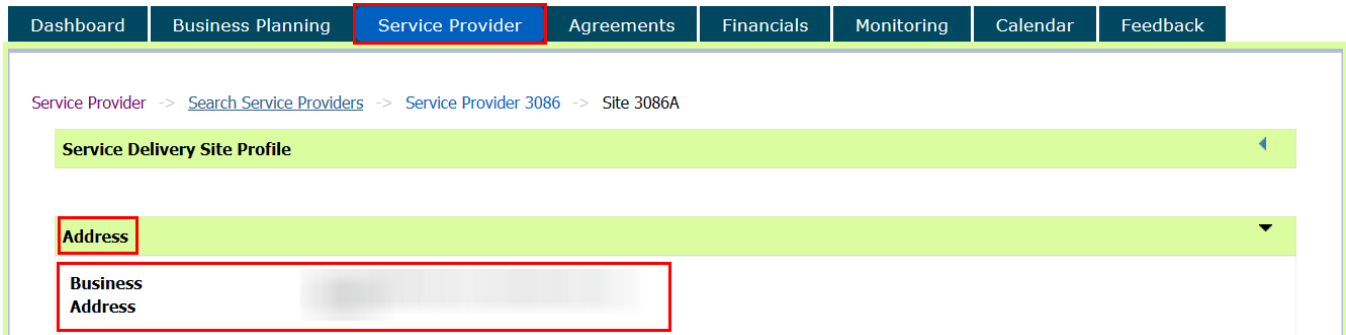 Dashboard Business Planning Service Provider Agreements Financials Monitoring Calendar Feedback
Service Provider -> Search Service Providers -> Service Provider 3086 -> Site 3086A
Service Delivery Site Profile
Address
Business
Address